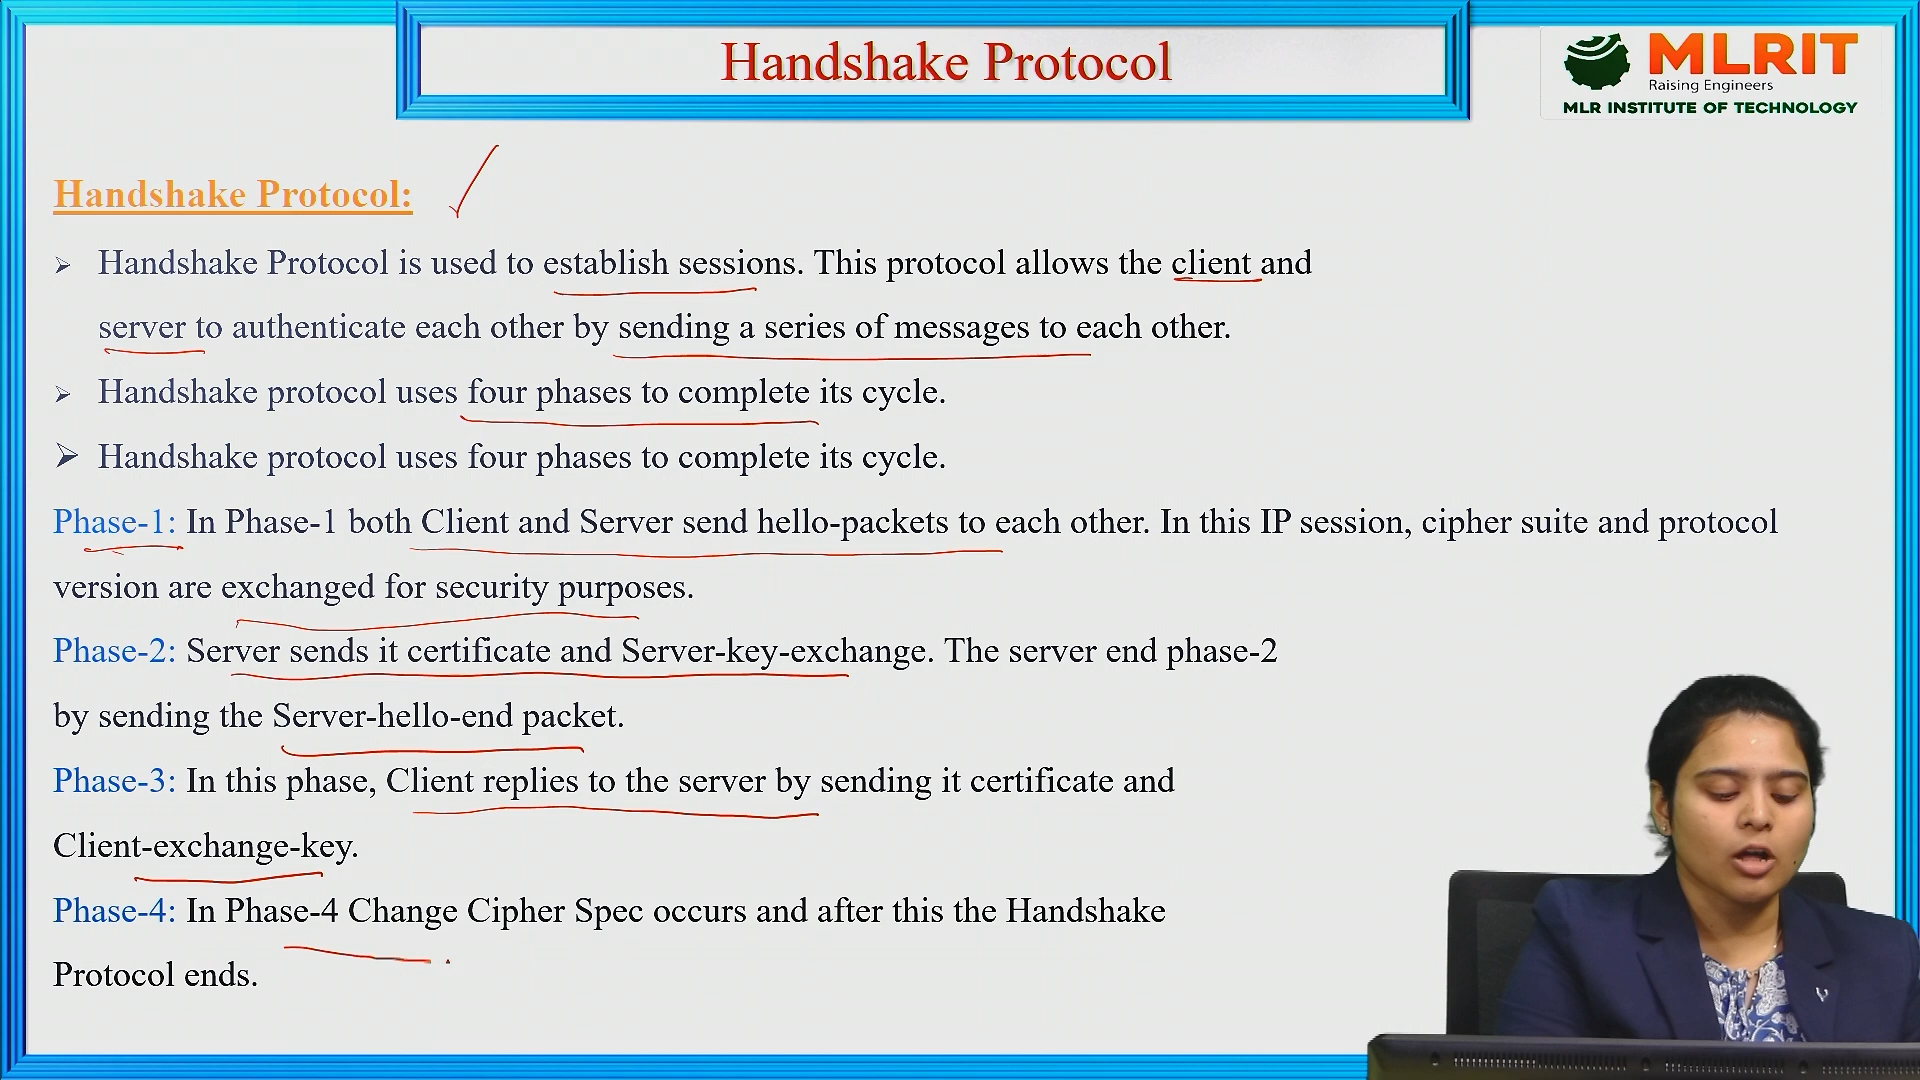 Handshake Protocol
MLRIT
Raising Engineers
MLR INSTITUTE OF TECHNOLOGY
Handshake Protocol:
➢ Handshake Protocol is used to establish sessions. This protocol allows the client and
server to authenticate each other by sending a series of messages to each other.
➢ Handshake protocol uses four phases to complete its cycle.
➢ Handshake protocol uses four phases to complete its cycle.
Phase-1: In Phase-1 both Client and Server send hello-packets to each other. In this IP session, cipher suite and protocol
version are exchanged for security purposes.
Phase-2: Server sends it certificate and Server-key-exchange. The server end phase-2
by sending the Server-hello-end packet.
Phase-3: In this phase, Client replies to the server by sending it certificate and
Client-exchange-key.
Phase-4: In Phase-4 Change Cipher Spec occurs and after this the Handshake
Protocol ends.